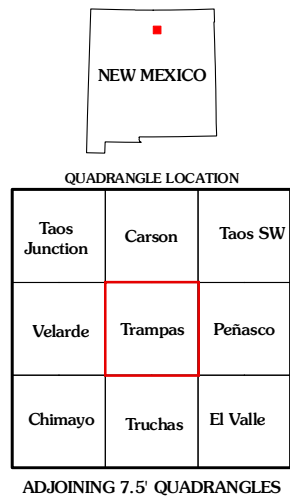 NEW MEXICO
QUADRANGLE LOCATION
Taos
Junction
Carson
Taos SW
Velarde
Trampas
Peñasco
Chimayo
Truchas
El Valle
ADJOINING 7.5' QUADRANGLES